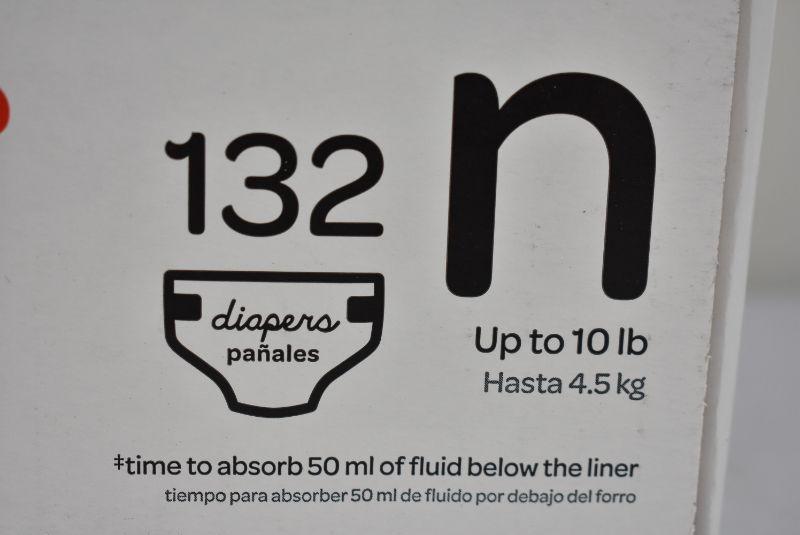 132
n
diapers
pañales
Up to 10 lb
Hasta 4.5 kg
‡time to absorb 50 ml of fluid below the liner
tiempo para absorber 50 ml de fluido por debajo del forro